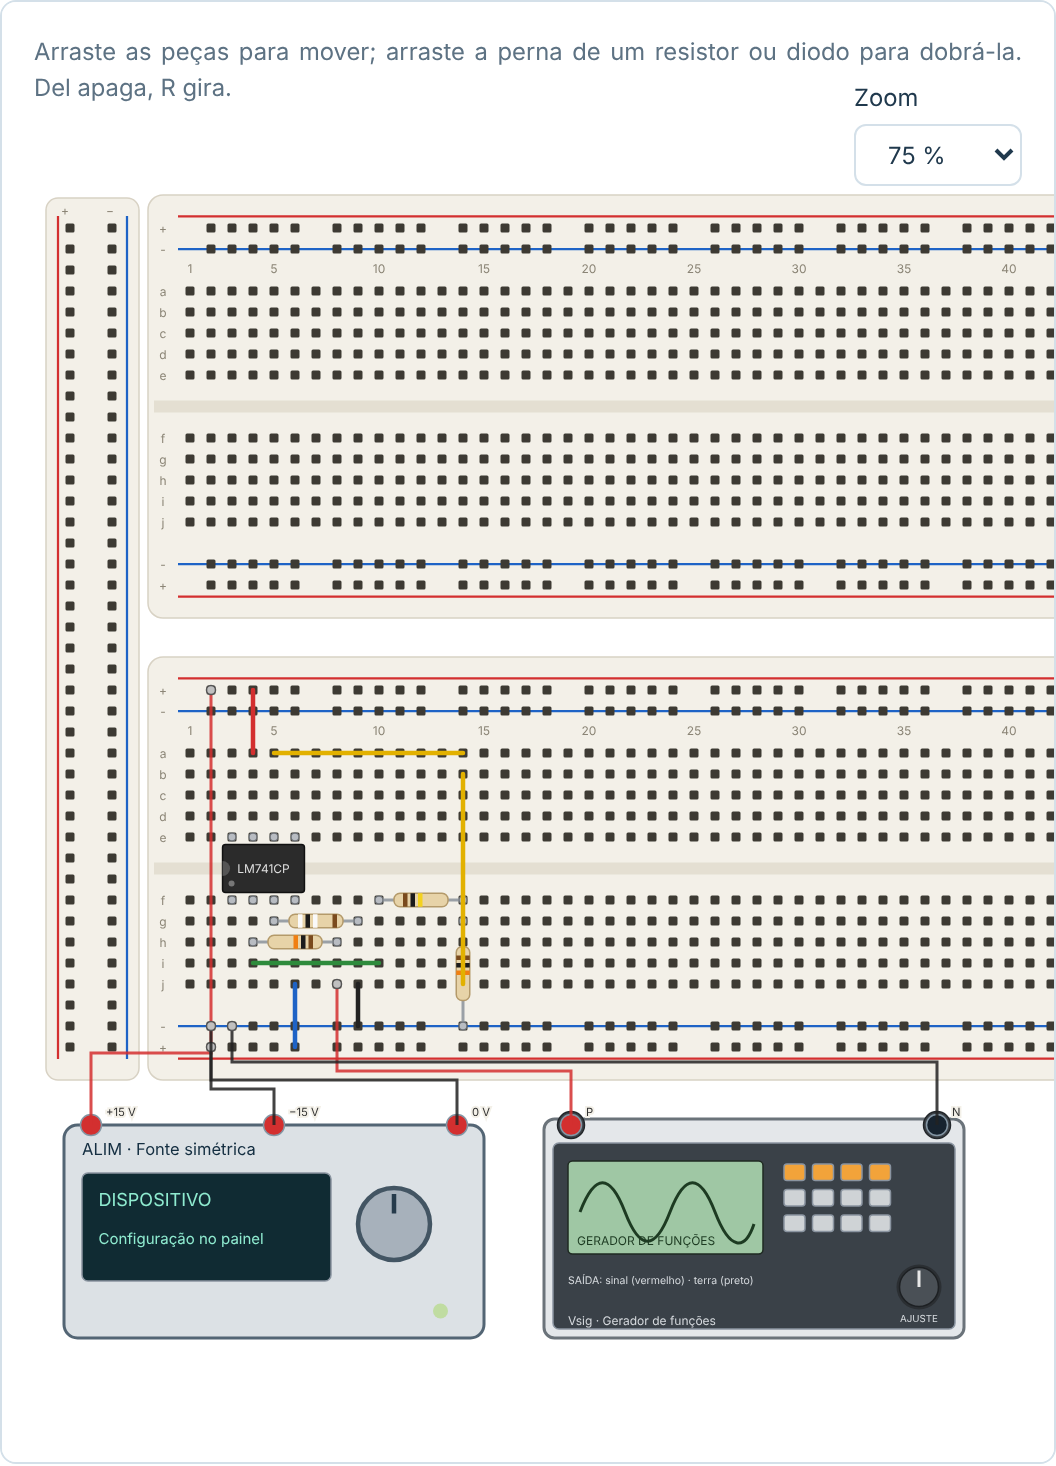 Arraste as peças para mover; arraste a perna de um resistor ou diodo para dobrá-la.
Del apaga, R gira.
Zoom
75 %
+ −
+
-
1 5 10 15 20 25 30 35 40
a
b
c
d
e
f
g
h
i
j
-
+
+
-
1 5 10 15 20 25 30 35 40
a
b
c
d
e
LM741CP
f
g
h
i
j
-
+
+15 V −15 V 0 V P N
ALIM · Fonte simétrica
DISPOSITIVO
Configuração no painel
GERADOR DE FUNÇÕES
SAÍDA: sinal (vermelho) · terra (preto)
AJUSTE
Vsig · Gerador de funções